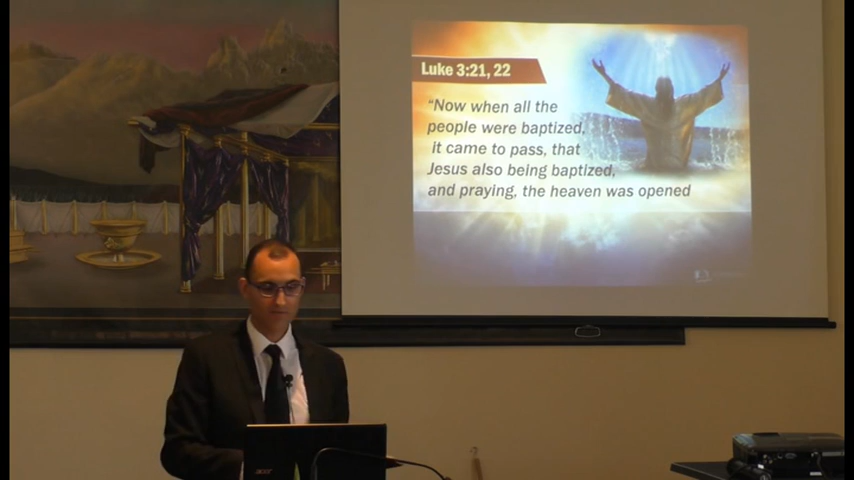 Luke 3:21, 22
“Now when all the
people were baptized,
it came to pass, that
Jesus also being baptized,
and praying, the heaven was opened
acer